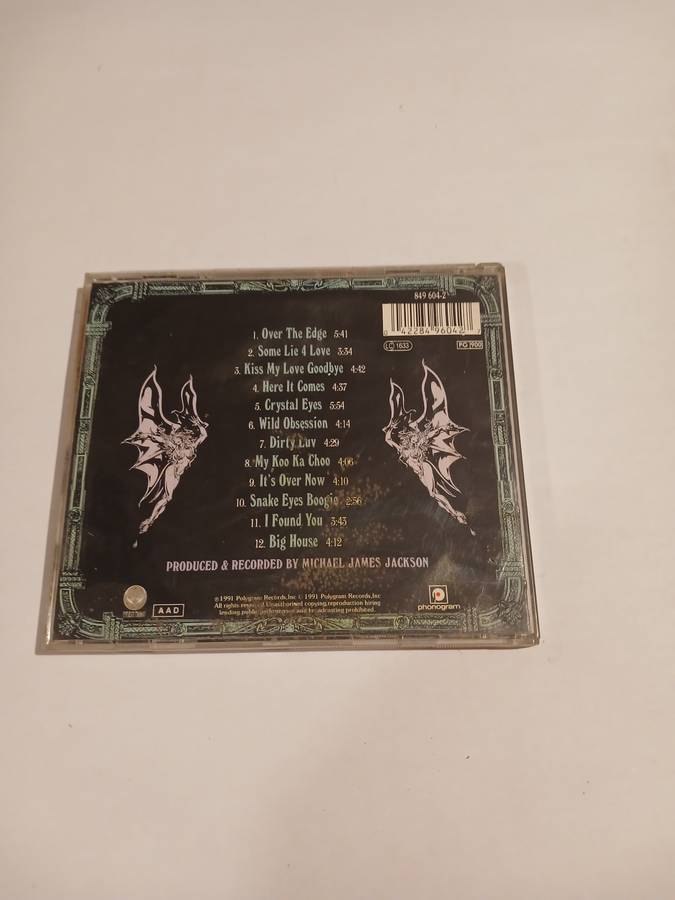 849 604-2
0 42284 96042 7
LC 1633
PG 900
1. Over The Edge 5:41
2. Some Lie 4 Love 3:34
3. Kiss My Love Goodbye 4:42
4. Here It Comes 4:37
5. Crystal Eyes 5:54
6. Wild Obsession 4:14
7. Dirty Luv 4:29
8. My Koo Ka Choo 4:06
9. It's Over Now 4:10
10. Snake Eyes Boogie 2:56
11. I Found You 3:43
12. Big House 4:12
PRODUCED & RECORDED BY MICHAEL JAMES JACKSON
℗ 1991 Polygram Records, Inc © 1991 Polygram Records, Inc
All rights reserved. Unauthorised copying, reproduction hiring
lending public performance and broadcasting prohibited.
AAD
phonogram